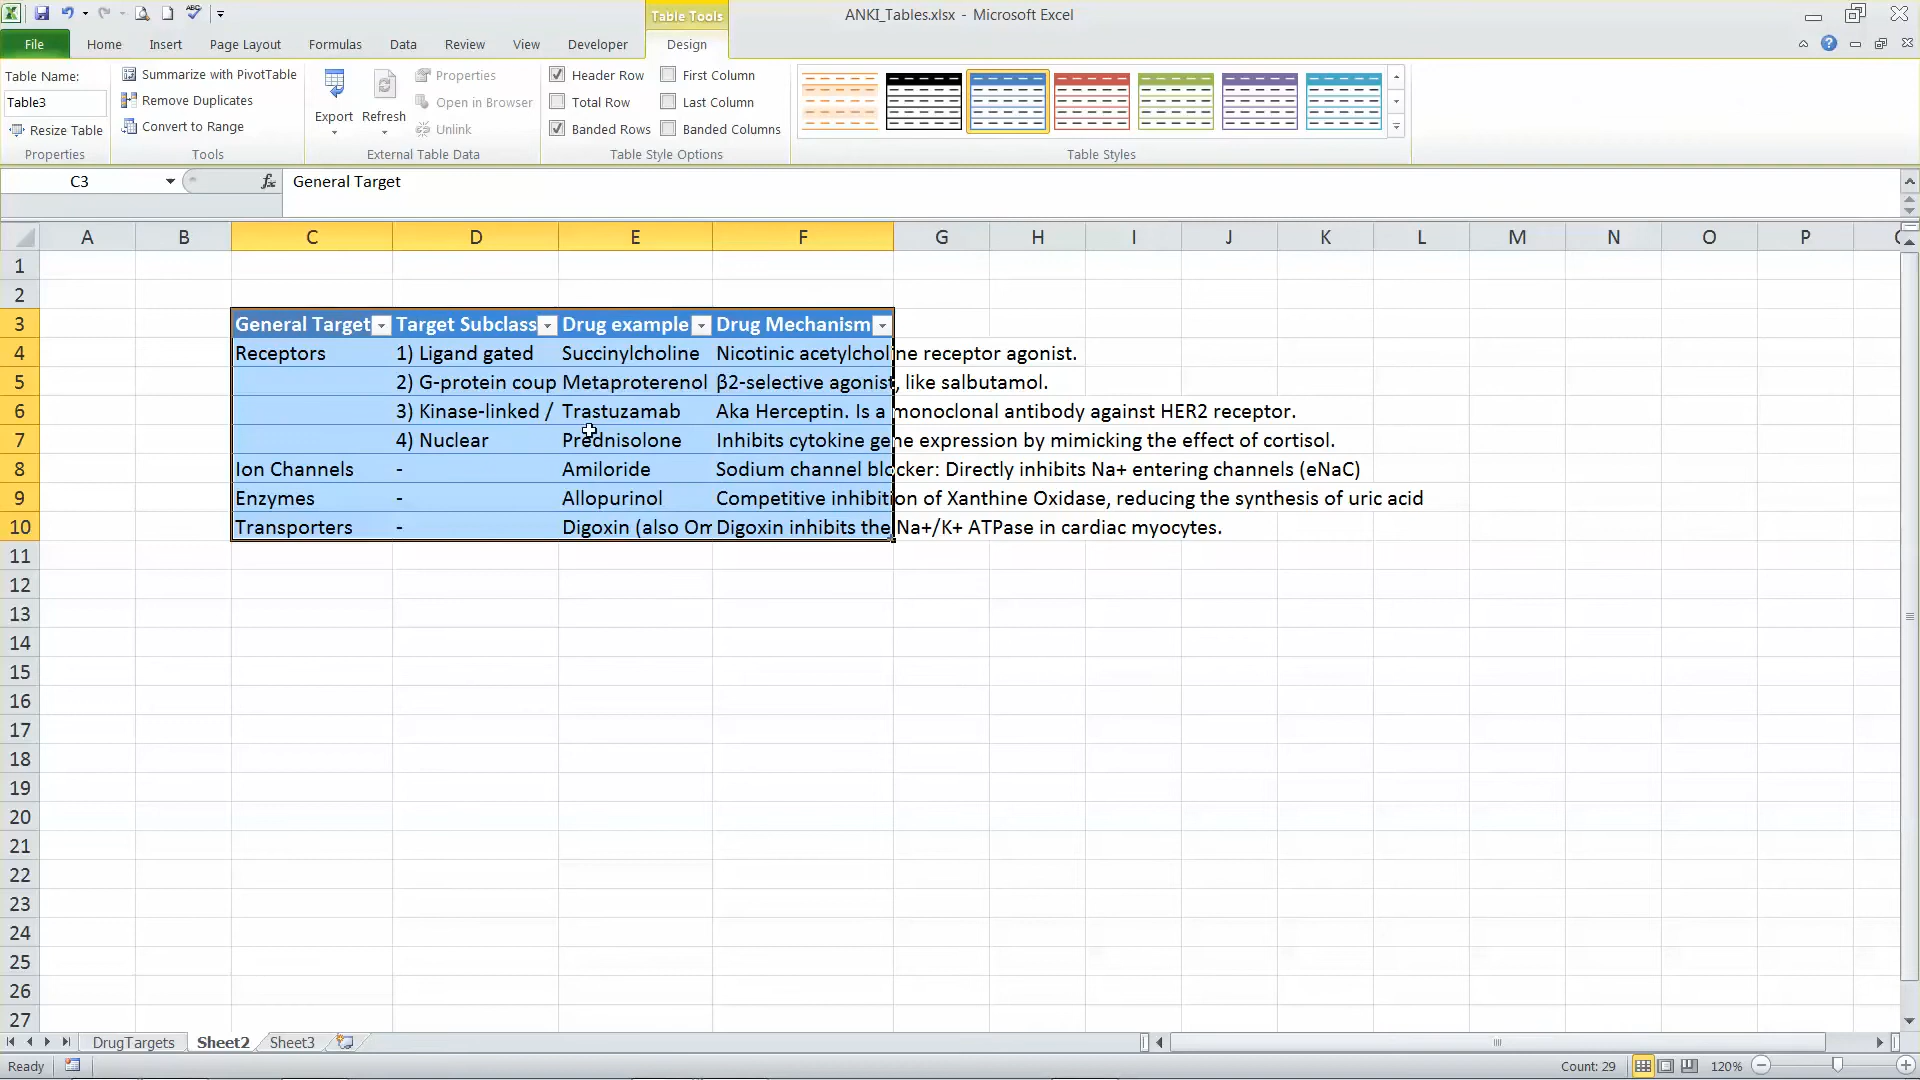 ANKI_Tables.xlsx - Microsoft Excel
Table Tools
File Home Insert Page Layout Formulas Data Review View Developer Design
Table Name:
Table3
Resize Table
Properties
Summarize with PivotTable
Remove Duplicates
Convert to Range
Tools
Export
Refresh
Properties
Open in Browser
Unlink
External Table Data
Header Row
Total Row
Banded Rows
First Column
Last Column
Banded Columns
Table Style Options
Table Styles
C3 fx General Target
A B C D E F G H I J K L M N O P
1
2
3 General Target Target Subclass Drug example Drug Mechanism
4 Receptors 1) Ligand gated Succinylcholine Nicotinic acetylcholine receptor agonist.
5 2) G-protein coup Metaproterenol β2-selective agonist, like salbutamol.
6 3) Kinase-linked / Trastuzamab Aka Herceptin. Is a monoclonal antibody against HER2 receptor.
7 4) Nuclear Prednisolone Inhibits cytokine gene expression by mimicking the effect of cortisol.
8 Ion Channels - Amiloride Sodium channel blocker: Directly inhibits Na+ entering channels (eNaC)
9 Enzymes - Allopurinol Competitive inhibition of Xanthine Oxidase, reducing the synthesis of uric acid
10 Transporters - Digoxin (also Om Digoxin inhibits the Na+/K+ ATPase in cardiac myocytes.
11
12
13
14
15
16
17
18
19
20
21
22
23
24
25
26
27
DrugTargets Sheet2 Sheet3
Ready Count: 29 120%